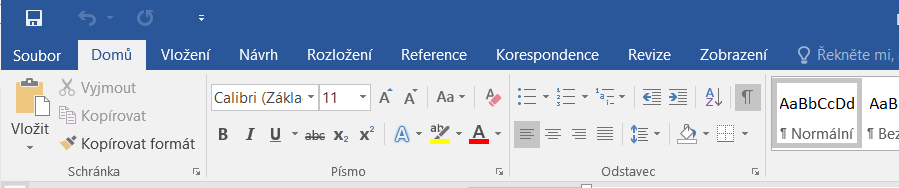 Soubor Domů Vložení Návrh Rozložení Reference Korespondence Revize Zobrazení Řekněte mi,
Vložit
Vyjmout
Kopírovat
Kopírovat formát
Schránka
Calibri (Zákla 11 Aa A
B I U abc x₂ x² A ab A
Písmo
A Z ¶
Odstavec
AaBbCcDd
¶ Normální
AaB
¶ Bez